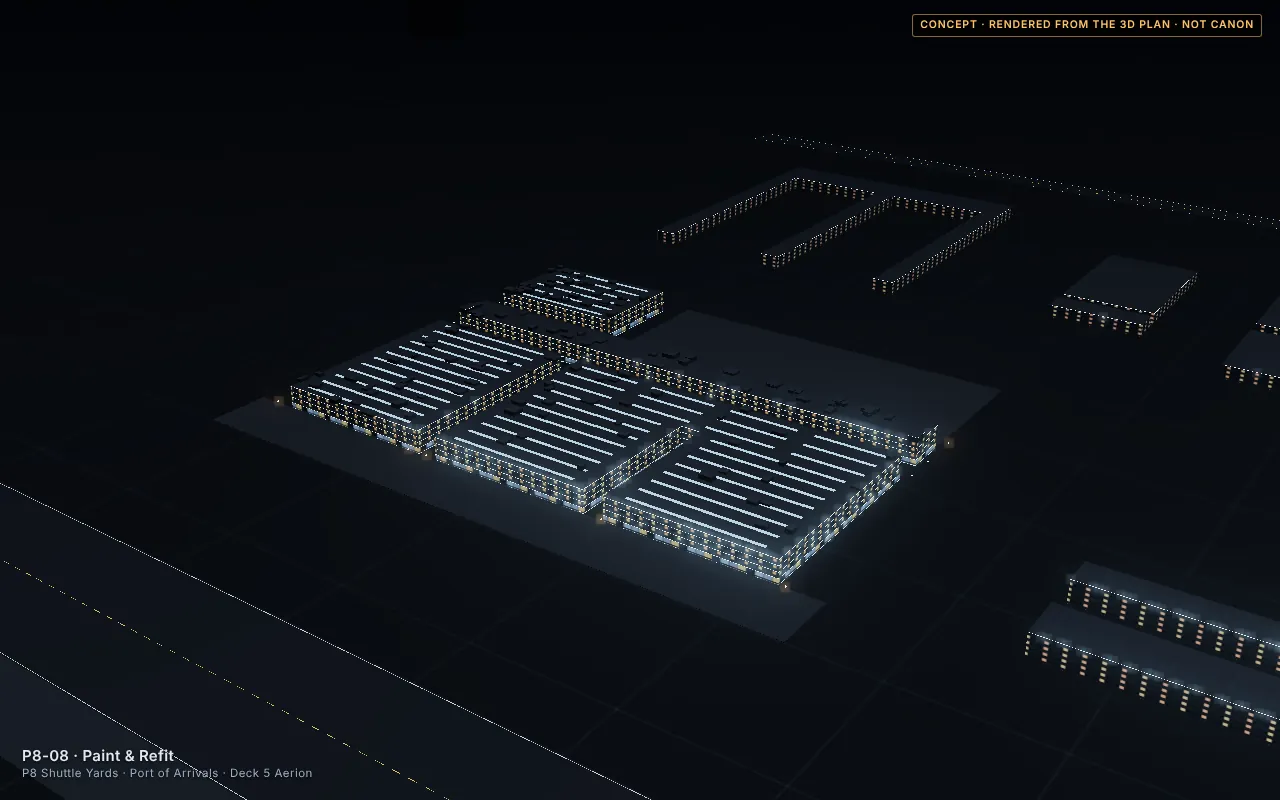 CONCEPT · RENDERED FROM THE 3D PLAN · NOT CANON
P8-08 · Paint & Refit
P8 Shuttle Yards · Port of Arrivals · Deck 5 Aerion